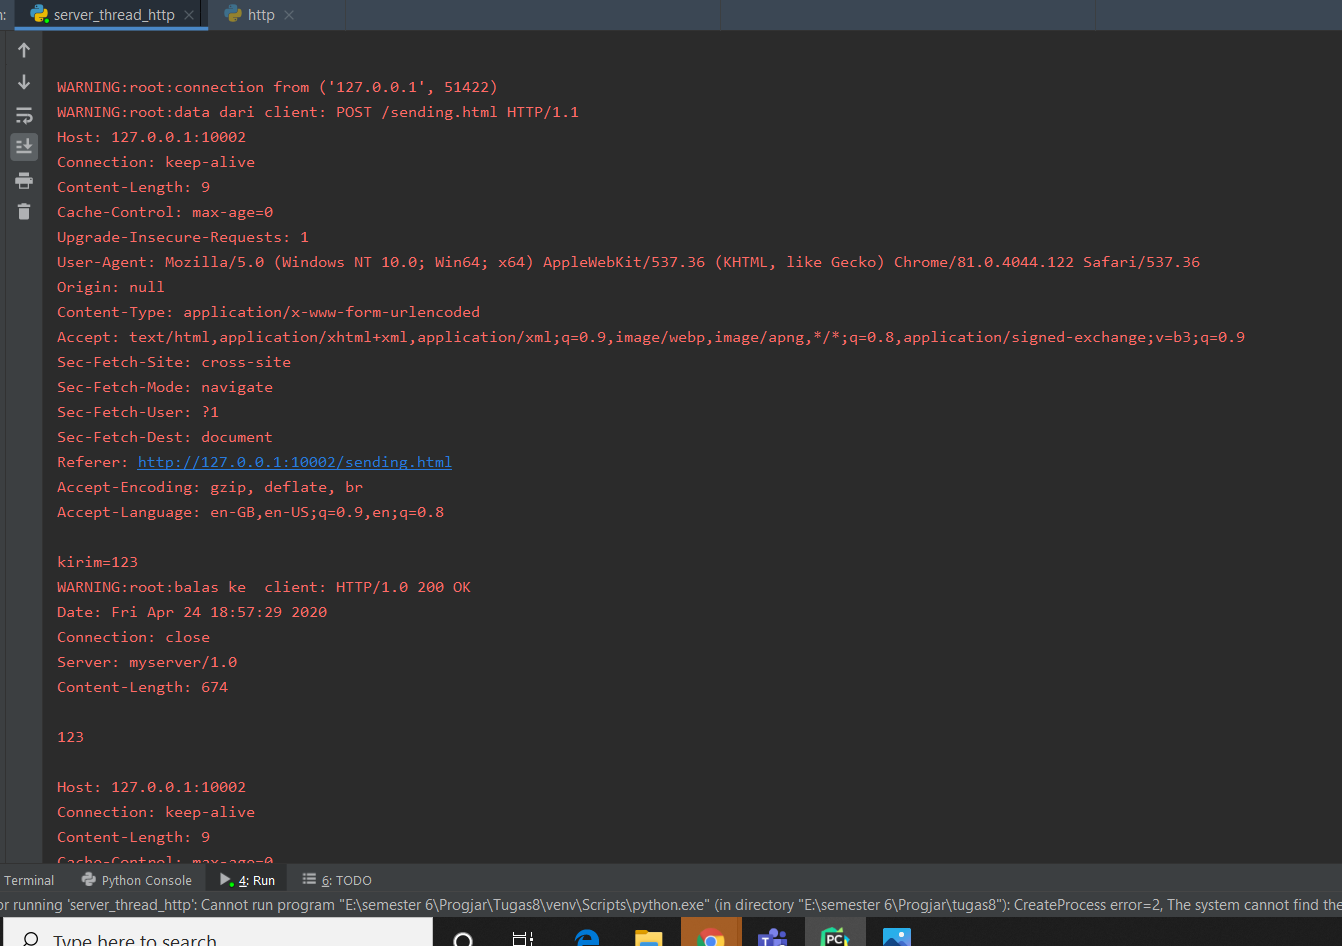 n:
server_thread_http
http
WARNING:root:connection from ('127.0.0.1', 51422)
WARNING:root:data dari client: POST /sending.html HTTP/1.1
Host: 127.0.0.1:10002
Connection: keep-alive
Content-Length: 9
Cache-Control: max-age=0
Upgrade-Insecure-Requests: 1
User-Agent: Mozilla/5.0 (Windows NT 10.0; Win64; x64) AppleWebKit/537.36 (KHTML, like Gecko) Chrome/81.0.4044.122 Safari/537.36
Origin: null
Content-Type: application/x-www-form-urlencoded
Accept: text/html,application/xhtml+xml,application/xml;q=0.9,image/webp,image/apng,*/*;q=0.8,application/signed-exchange;v=b3;q=0.9
Sec-Fetch-Site: cross-site
Sec-Fetch-Mode: navigate
Sec-Fetch-User: ?1
Sec-Fetch-Dest: document
Referer: http://127.0.0.1:10002/sending.html
Accept-Encoding: gzip, deflate, br
Accept-Language: en-GB,en-US;q=0.9,en;q=0.8
kirim=123
WARNING:root:balas ke  client: HTTP/1.0 200 OK
Date: Fri Apr 24 18:57:29 2020
Connection: close
Server: myserver/1.0
Content-Length: 674
123
Host: 127.0.0.1:10002
Connection: keep-alive
Content-Length: 9
Cache-Control: max-age=0
Terminal
Python Console
4: Run
6: TODO
or running 'server_thread_http': Cannot run program "E:\semester 6\Progjar\Tugas8\venv\Scripts\python.exe" (in directory "E:\semester 6\Progjar\tugas8"): CreateProcess error=2, The system cannot find the
Type here to search
PC